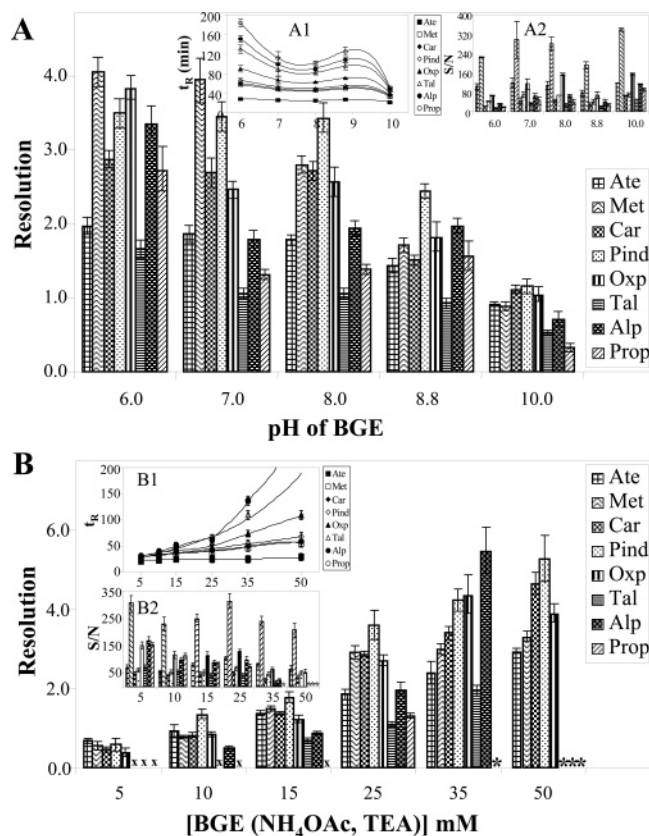 A
A1
A2
t_R (min)
200
160
120
80
40
6 7 8 9 10
Ate
Met
Car
Pind
Oxp
Tal
Alp
Prop
S/N
400
320
240
160
80
0
6.0 7.0 8.0 8.8 10.0
Resolution
4.0
3.0
2.0
1.0
0.0
Ate
Met
Car
Pind
Oxp
Tal
Alp
Prop
6.0 7.0 8.0 8.8 10.0
pH of BGE
B
B1
t_R
200
150
100
50
0
5 15 25 35 50
Ate
Met
Car
Pind
Oxp
Tal
Alp
Prop
B2
S/N
350
250
150
50
5 10 15 25 35 50
Resolution
6.0
4.0
2.0
0.0
x x x
x
x
*
***
Ate
Met
Car
Pind
Oxp
Tal
Alp
Prop
5 10 15 25 35 50
[BGE (NH₄OAc, TEA)] mM